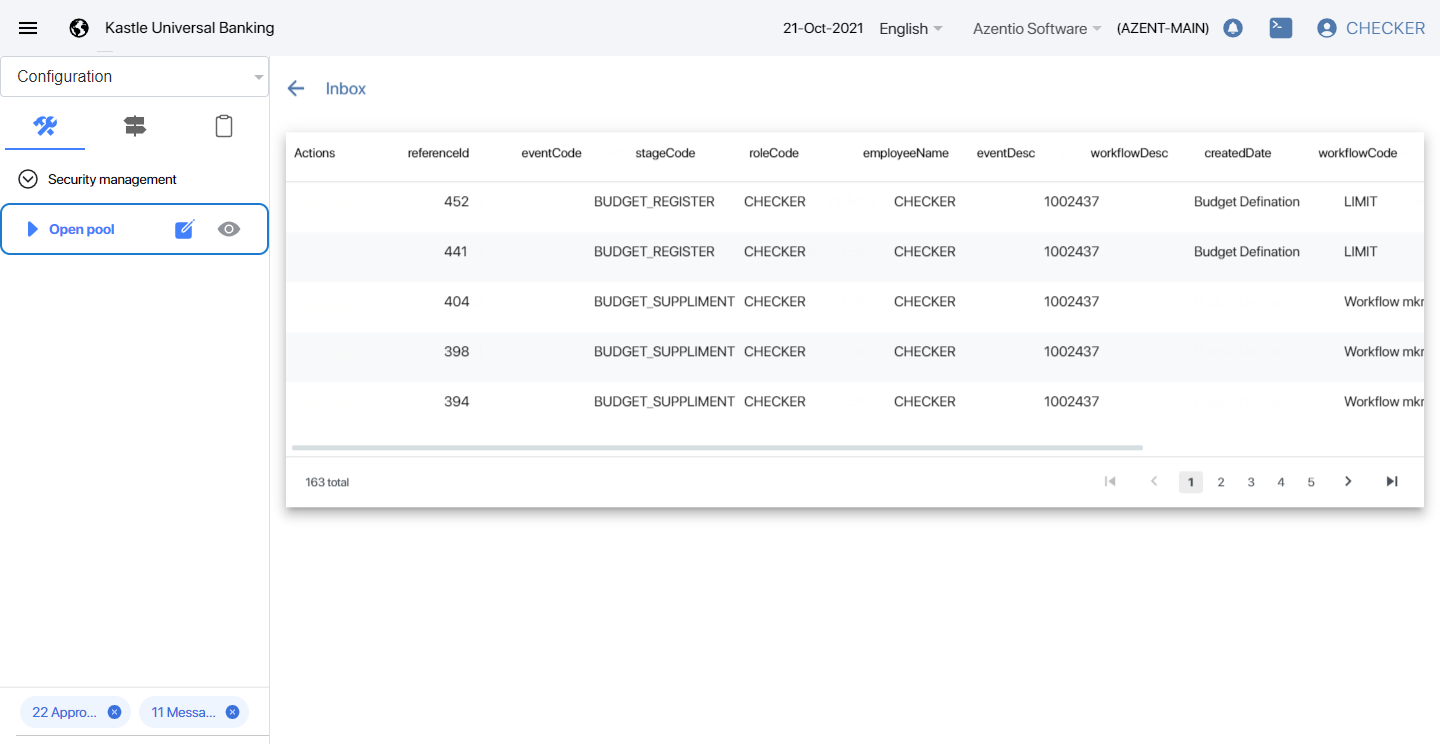 Kastle Universal Banking 21-Oct-2021 English Azentio Software (AZENT-MAIN) CHECKER
Configuration
Inbox
Security management
Open pool
Actions referenceId eventCode stageCode roleCode employeeName eventDesc workflowDesc createdDate workflowCode
452 BUDGET_REGISTER CHECKER CHECKER 1002437 Budget Defination LIMIT
441 BUDGET_REGISTER CHECKER CHECKER 1002437 Budget Defination LIMIT
404 BUDGET_SUPPLIMENT CHECKER CHECKER 1002437 Workflow mkr
398 BUDGET_SUPPLIMENT CHECKER CHECKER 1002437 Workflow mkr
394 BUDGET_SUPPLIMENT CHECKER CHECKER 1002437 Workflow mkr
163 total 1 2 3 4 5
22 Appro... 11 Messa...